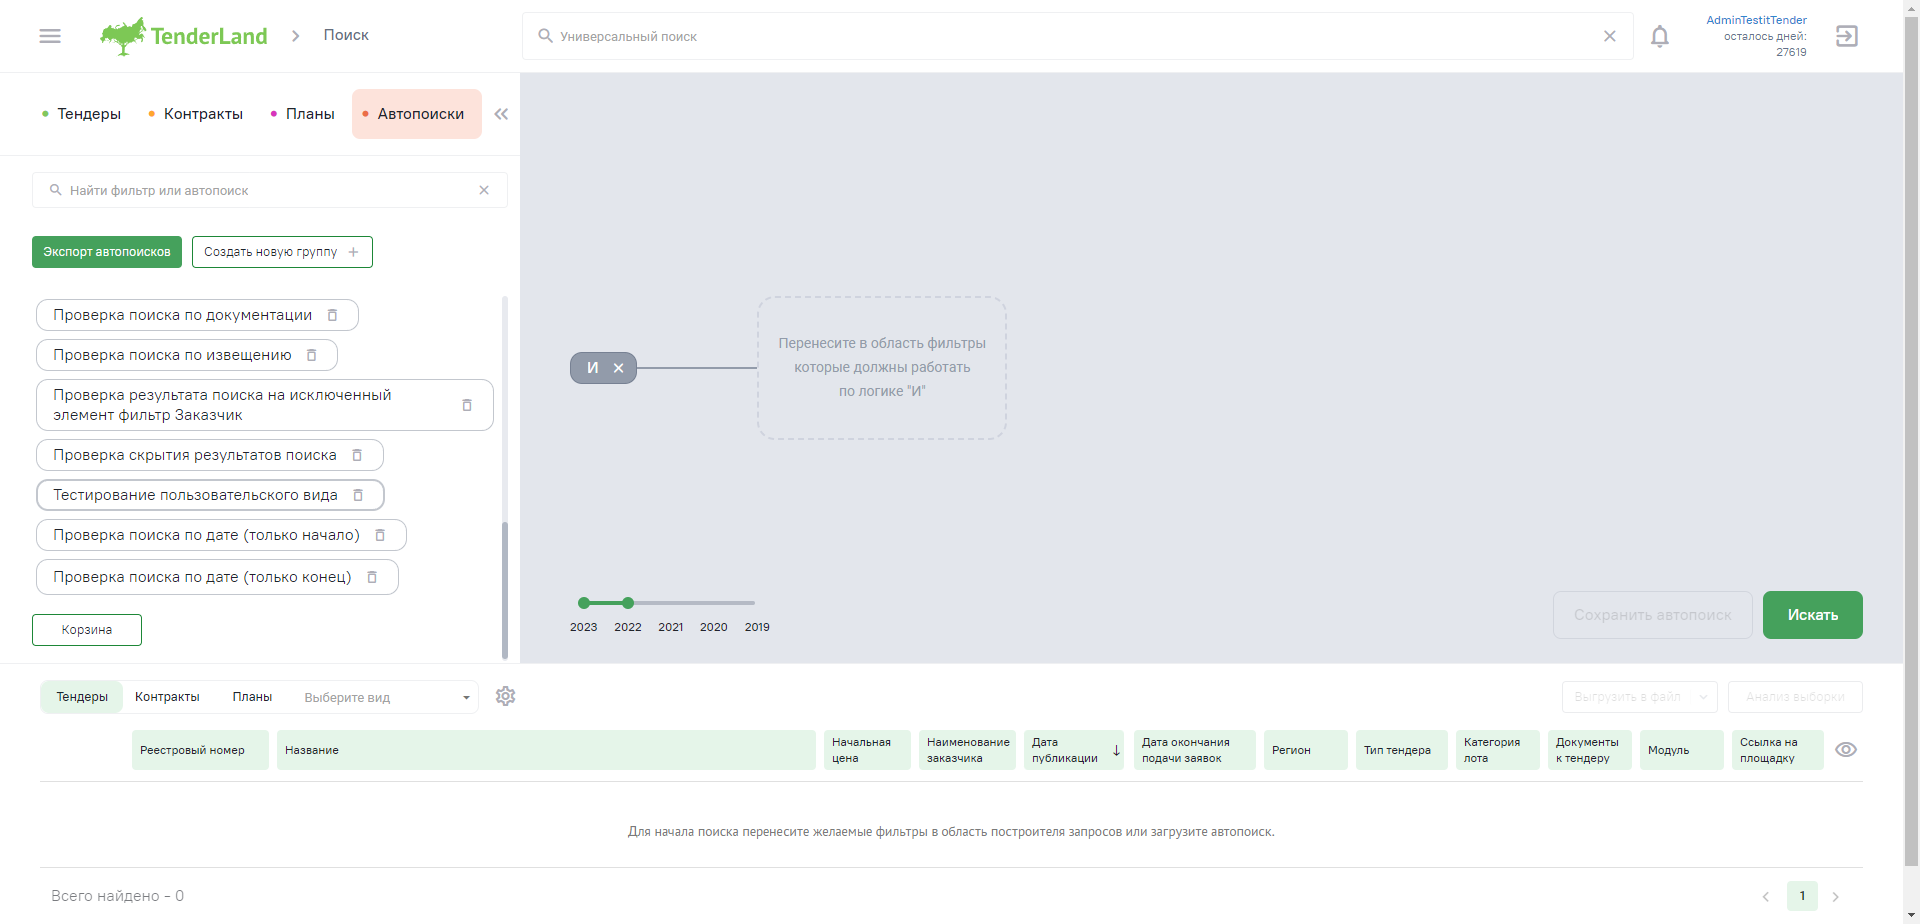 TenderLand
Поиск
Универсальный поиск
AdminTestitTender
осталось дней:
27619
Тендеры
Контракты
Планы
Автопоиски
Найти фильтр или автопоиск
Экспорт автопоисков
Создать новую группу
Проверка поиска по документации
Проверка поиска по извещению
Проверка результата поиска на исключенный
элемент фильтр Заказчик
Проверка скрытия результатов поиска
Тестирование пользовательского вида
Проверка поиска по дате (только начало)
Проверка поиска по дате (только конец)
Корзина
И
Перенесите в область фильтры
которые должны работать
по логике "И"
2023 2022 2021 2020 2019
Сохранить автопоиск
Искать
Тендеры
Контракты
Планы
Выберите вид
Выгрузить в файл
Анализ выборки
Реестровый номер
Название
Начальная
цена
Наименование
заказчика
Дата
публикации
Дата окончания
подачи заявок
Регион
Тип тендера
Категория
лота
Документы
к тендеру
Модуль
Ссылка на
площадку
Для начала поиска перенесите желаемые фильтры в область построителя запросов или загрузите автопоиск.
Всего найдено - 0
1